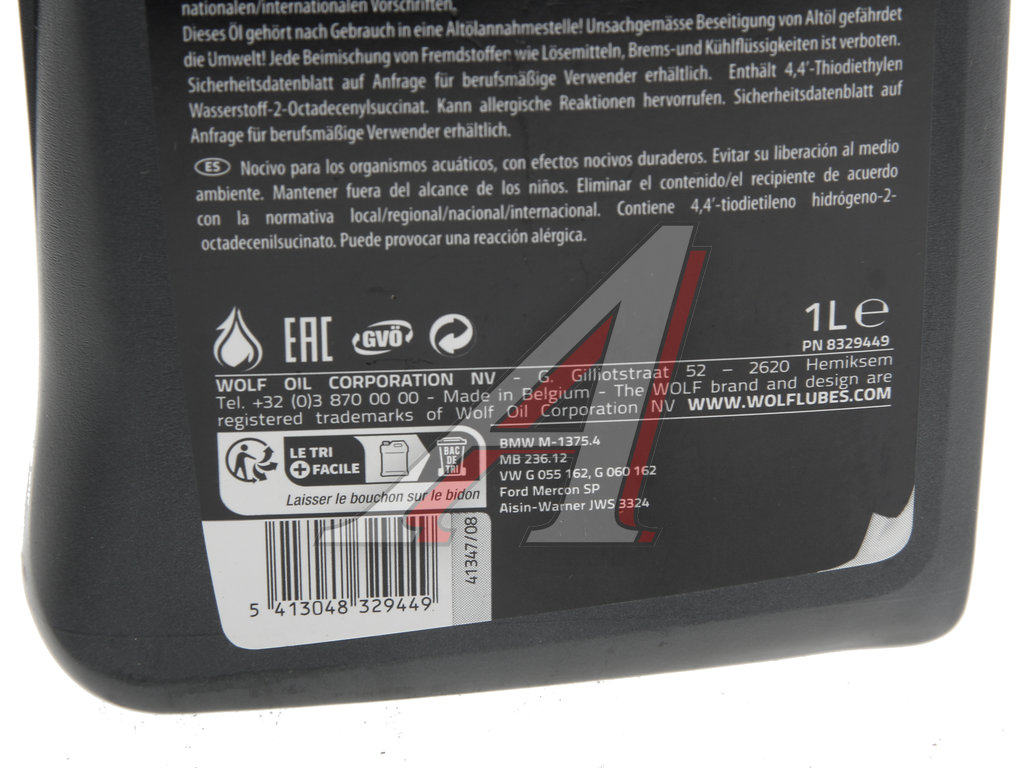 nationalen/internationalen Vorschriften.
Dieses Öl gehört nach Gebrauch in eine Altölannahmestelle! Unsachgemässe Beseitigung von Altöl gefährdet
die Umwelt! Jede Beimischung von Fremdstoffen wie Lösemitteln, Brems-und Kühlflüssigkeiten ist verboten.
Sicherheitsdatenblatt auf Anfrage für berufsmäßige Verwender erhältlich. Enthält 4,4´-Thiodiethylen
Wasserstoff-2-Octadecenylsuccinat. Kann allergische Reaktionen hervorrufen. Sicherheitsdatenblatt auf
Anfrage für berufsmäßige Verwender erhältlich.
ES Nocivo para los organismos acuáticos, con efectos nocivos duraderos. Evitar su liberación al medio
ambiente. Mantener fuera del alcance de los niños. Eliminar el contenido/el recipiente de acuerdo
con la normativa local/regional/nacional/internacional. Contiene 4,4´-tiodietileno hidrógeno-2-
octadecenilsucinato. Puede provocar una reacción alérgica.
EAC GVÖ
1L e
PN 8329449
WOLF OIL CORPORATION NV - G. Gilliotstraat 52 - 2620 Hemiksem
Tel. +32 (0)3 870 00 00 - Made in Belgium - The WOLF brand and design are
registered trademarks of Wolf Oil Corporation NV WWW.WOLFLUBES.COM
LE TRI
+ FACILE
BAC
DE
TRI
Laisser le bouchon sur le bidon
BMW M-1375.4
MB 236.12
VW G 055 162, G 060 162
Ford Mercon SP
Aisin-Warner JWS 3324
41347/08
5 413048 329449